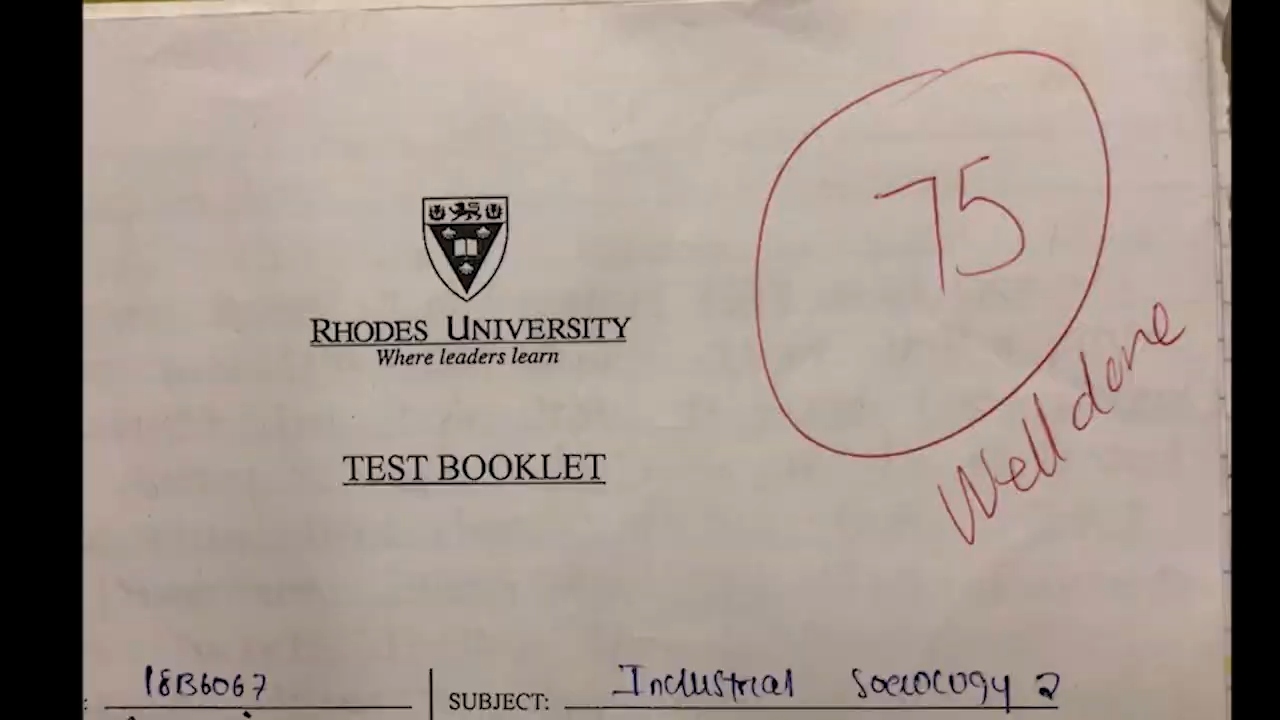 75
Well done
RHODES UNIVERSITY
Where leaders learn
TEST BOOKLET
: 18B6067
SUBJECT: Industrial Sociology 2